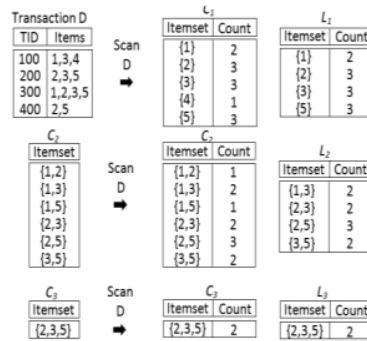 Transaction D
TID Items
100 1,3,4
200 2,3,5
300 1,2,3,5
400 2,5
Scan
D
C1
Itemset Count
{1} 2
{2} 3
{3} 3
{4} 1
{5} 3
L1
Itemset Count
{1} 2
{2} 3
{3} 3
{5} 3
C2
Itemset
{1,2}
{1,3}
{1,5}
{2,3}
{2,5}
{3,5}
Scan
D
C2
Itemset Count
{1,2} 1
{1,3} 2
{1,5} 1
{2,3} 2
{2,5} 3
{3,5} 2
L2
Itemset Count
{1,3} 2
{2,3} 2
{2,5} 3
{3,5} 2
C3
Itemset
{2,3,5}
Scan
D
C3
Itemset Count
{2,3,5} 2
L3
Itemset Count
{2,3,5} 2